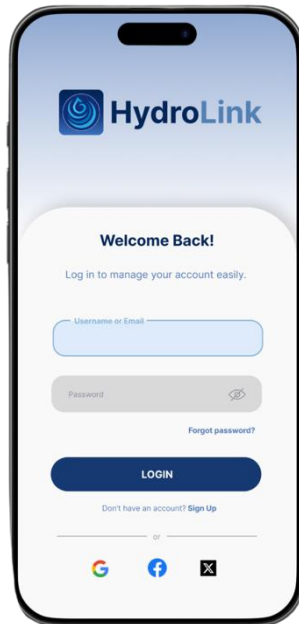 HydroLink
Welcome Back!
Log in to manage your account easily.
Username or Email
Password
Forgot password?
LOGIN
Don't have an account? Sign Up
or
G
f
X